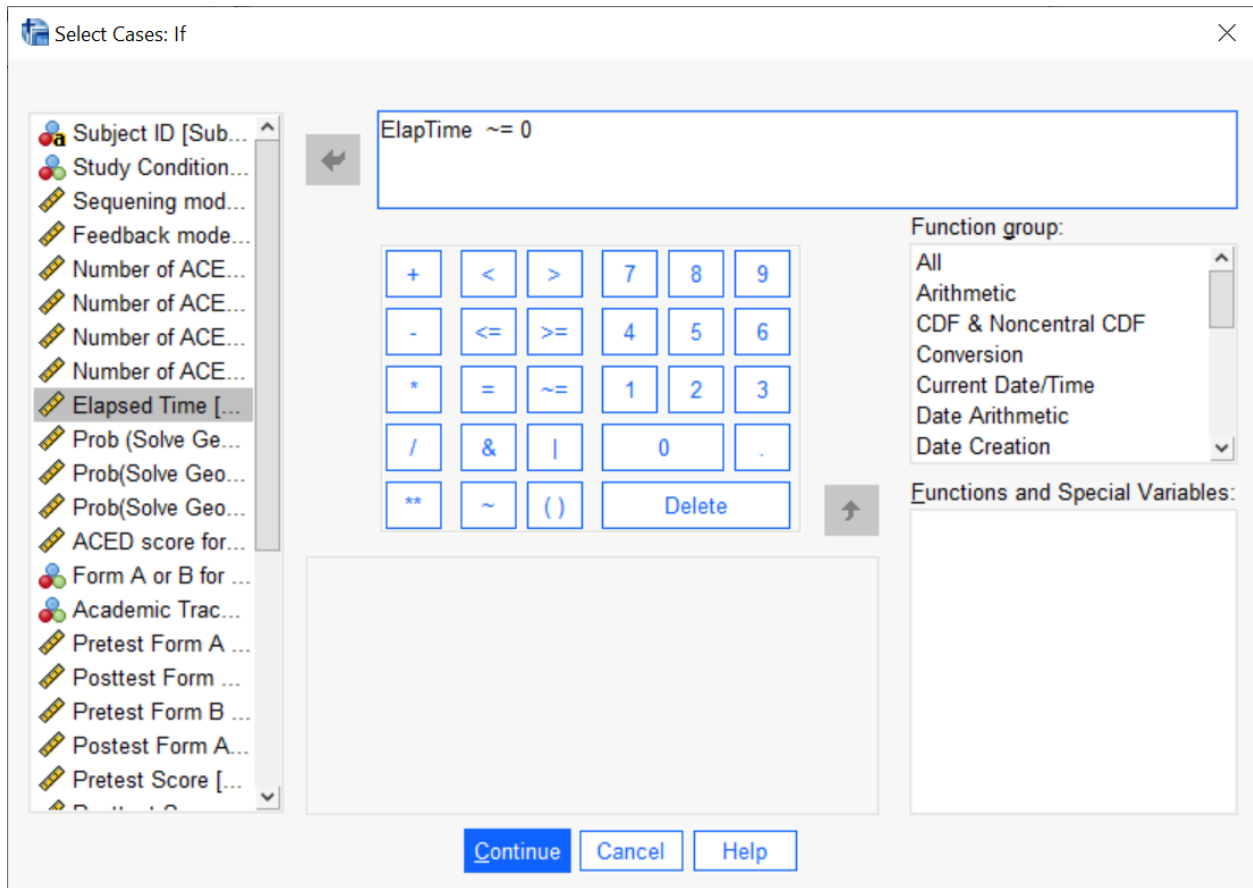 Select Cases: If
Subject ID [Sub...
Study Condition...
Sequening mod...
Feedback mode...
Number of ACE...
Number of ACE...
Number of ACE...
Number of ACE...
Elapsed Time [...
Prob (Solve Ge...
Prob(Solve Geo...
Prob(Solve Geo...
ACED score for...
Form A or B for ...
Academic Trac...
Pretest Form A ...
Posttest Form ...
Pretest Form B ...
Postest Form A...
Pretest Score [...
ElapTime ~= 0
+ < > 7 8 9
- <= >= 4 5 6
* = ~= 1 2 3
/ & | 0 .
** ~ ( ) Delete
Function group:
All
Arithmetic
CDF & Noncentral CDF
Conversion
Current Date/Time
Date Arithmetic
Date Creation
Functions and Special Variables:
Continue Cancel Help